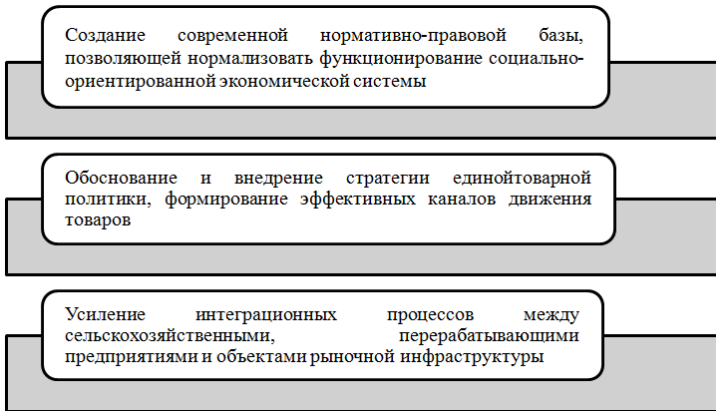 Создание современной нормативно-правовой базы,
позволяющей нормализовать функционирование социально-
ориентированной экономической системы
Обоснование и внедрение стратегии единойтоварной
политики, формирование эффективных каналов движения
товаров
Усиление интеграционных процессов между
сельскохозяйственными, перерабатывающими
предприятиями и объектами рыночной инфраструктуры